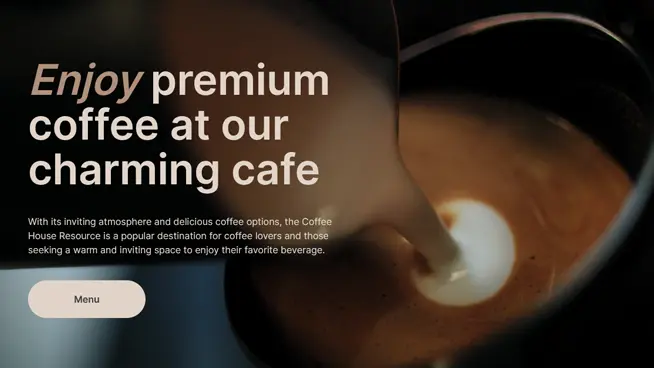 Enjoy premium
coffee at our
charming cafe
With its inviting atmosphere and delicious coffee options, the Coffee
House Resource is a popular destination for coffee lovers and those
seeking a warm and inviting space to enjoy their favorite beverage.
Menu